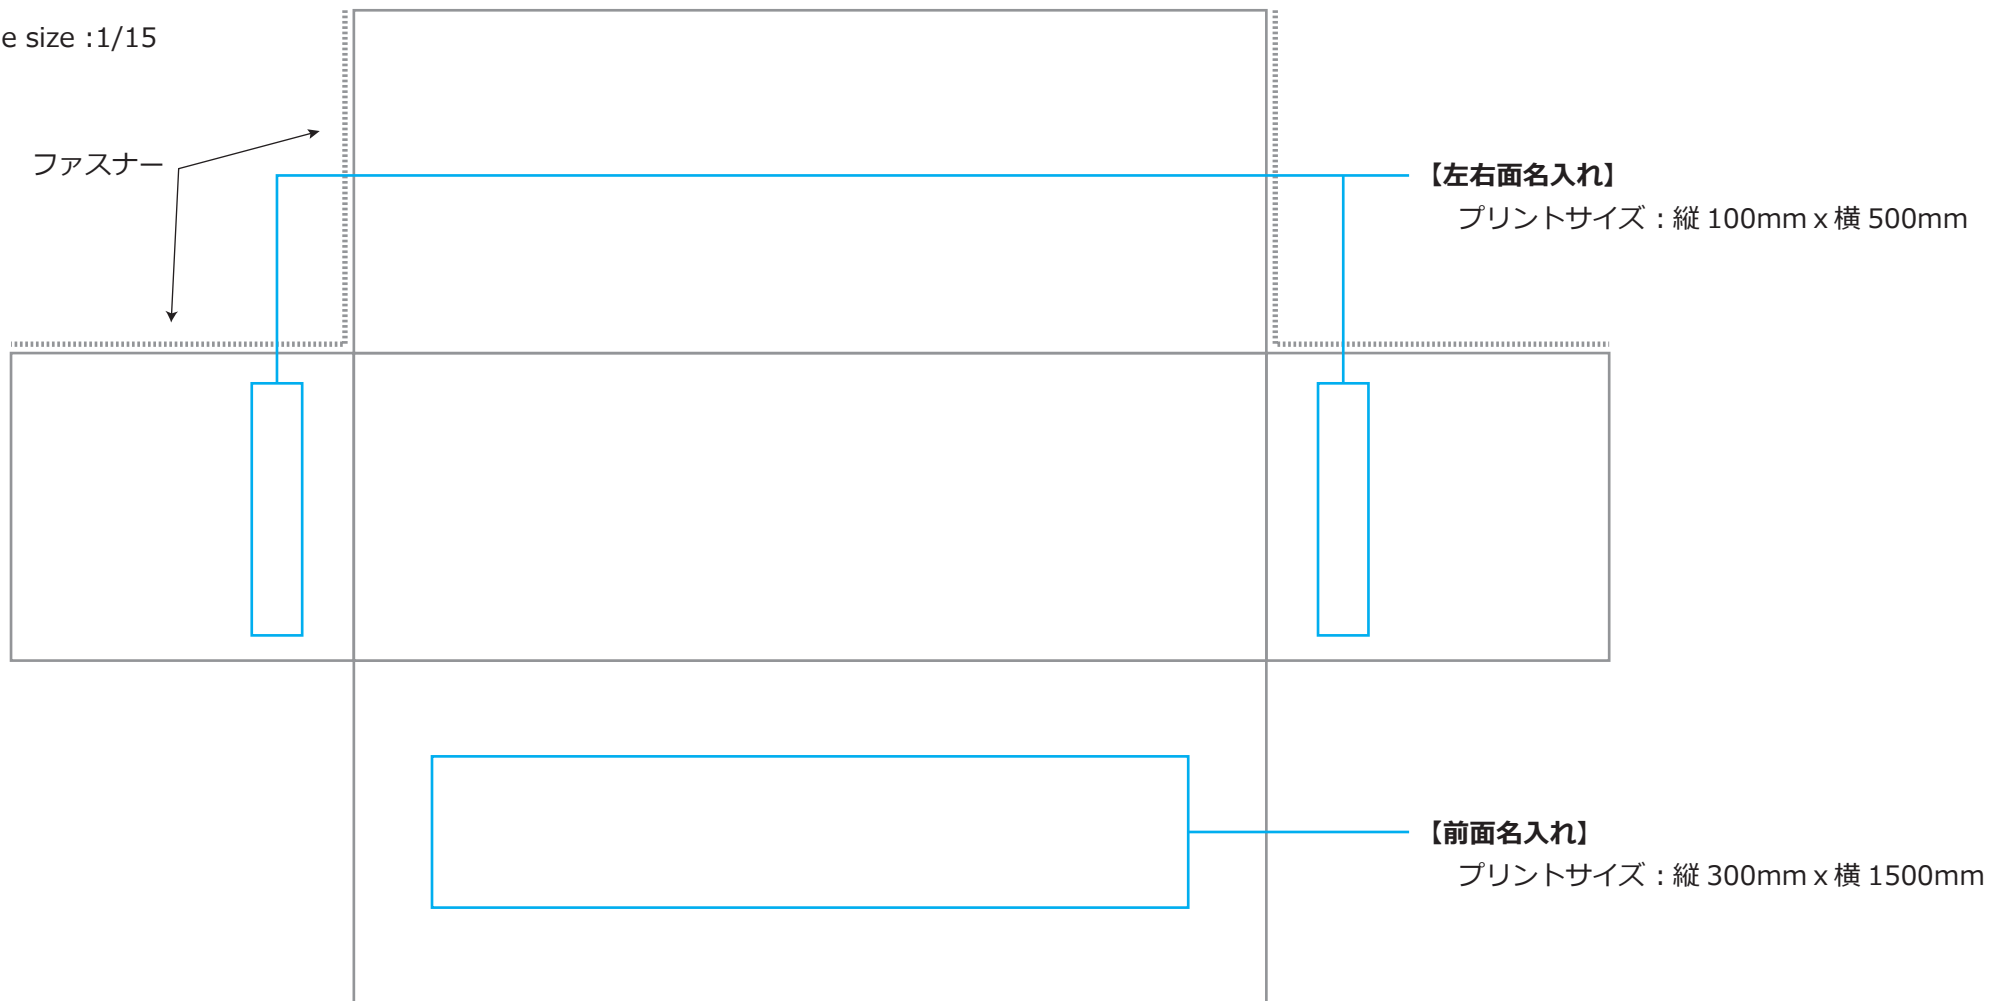 e size :1/15
ファスナー
【左右面名入れ】
プリントサイズ：縦 100mm x 横 500mm
【前面名入れ】
プリントサイズ：縦 300mm x 横 1500mm